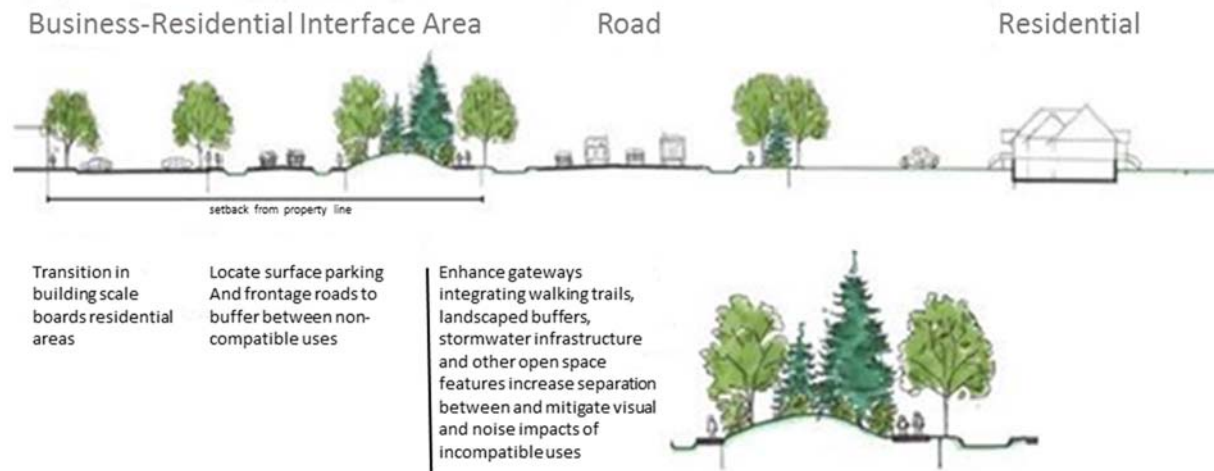 Business-Residential Interface Area
Road
Residential
setback from property line
Transition in
building scale
boards residential
areas
Locate surface parking
And frontage roads to
buffer between non-
compatible uses
Enhance gateways
integrating walking trails,
landscaped buffers,
stormwater infrastructure
and other open space
features increase separation
between and mitigate visual
and noise impacts of
incompatible uses